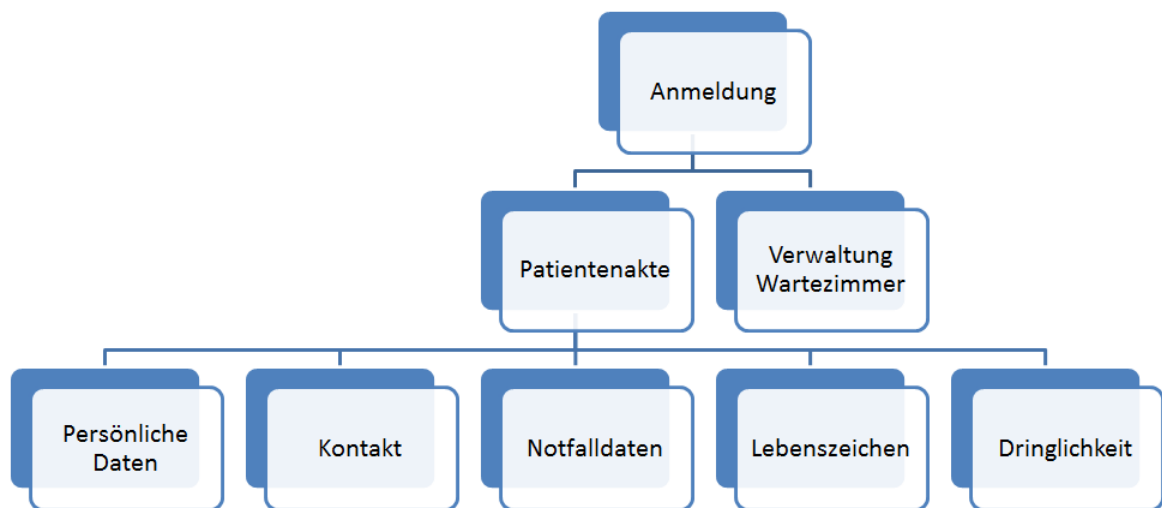 Anmeldung
Patientenakte
Verwaltung
Wartezimmer
Persönliche
Daten
Kontakt
Notfalldaten
Lebenszeichen
Dringlichkeit